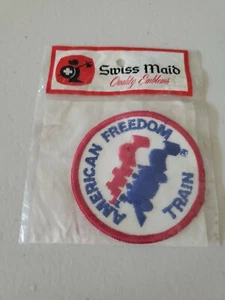 Swiss Maid
Quality Emblems
AMERICAN FREEDOM TRAIN